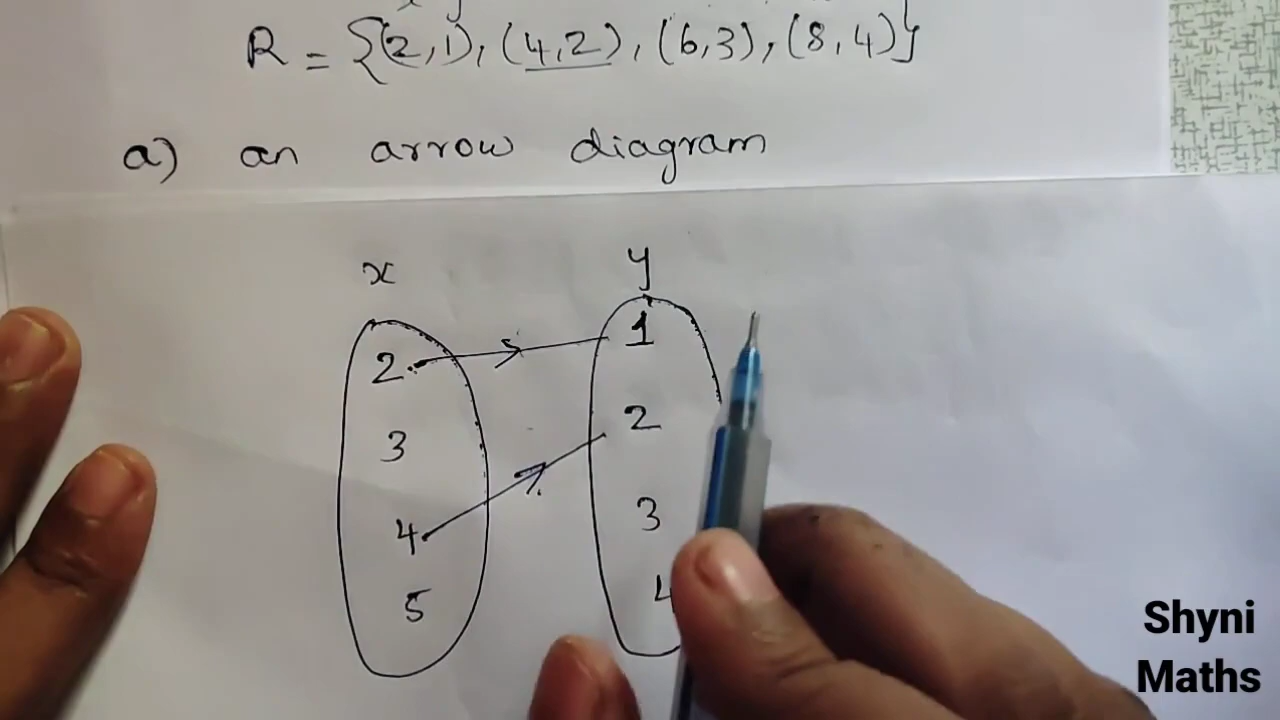 R = {(2,1), (4,2), (6,3), (8,4)}
a) an arrow diagram
x y
2 1
3 2
4 3
5 4
Shyni
Maths